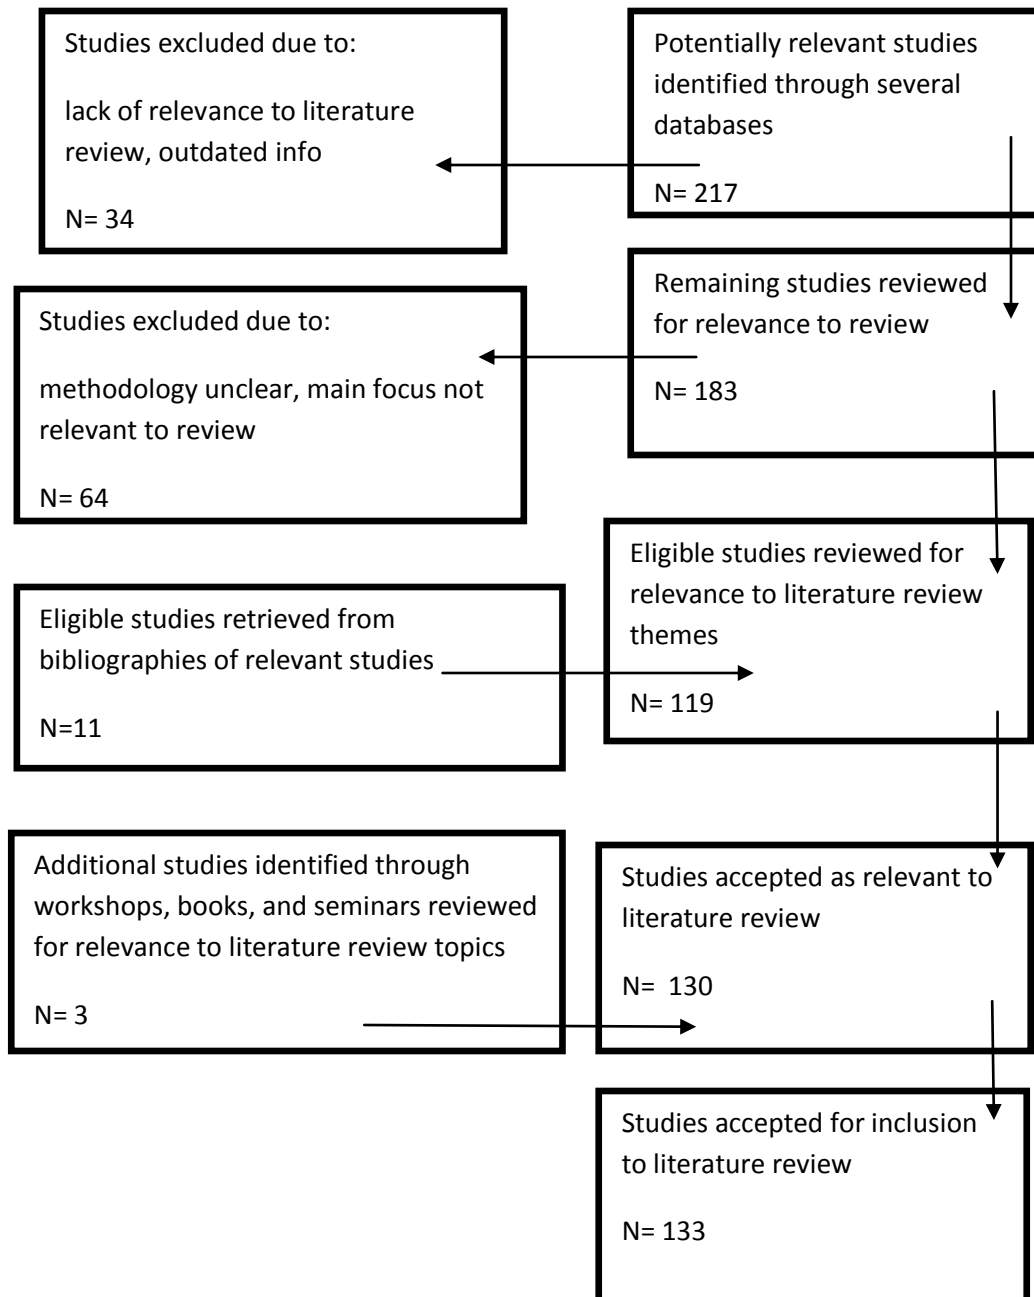 Studies excluded due to:
lack of relevance to literature
review, outdated info
N= 34
Potentially relevant studies
identified through several
databases
N= 217
Remaining studies reviewed
for relevance to review
N= 183
Studies excluded due to:
methodology unclear, main focus not
relevant to review
N= 64
Eligible studies reviewed for
relevance to literature review
themes
N= 119
Eligible studies retrieved from
bibliographies of relevant studies
N=11
Additional studies identified through
workshops, books, and seminars reviewed
for relevance to literature review topics
N= 3
Studies accepted as relevant to
literature review
N= 130
Studies accepted for inclusion
to literature review
N= 133